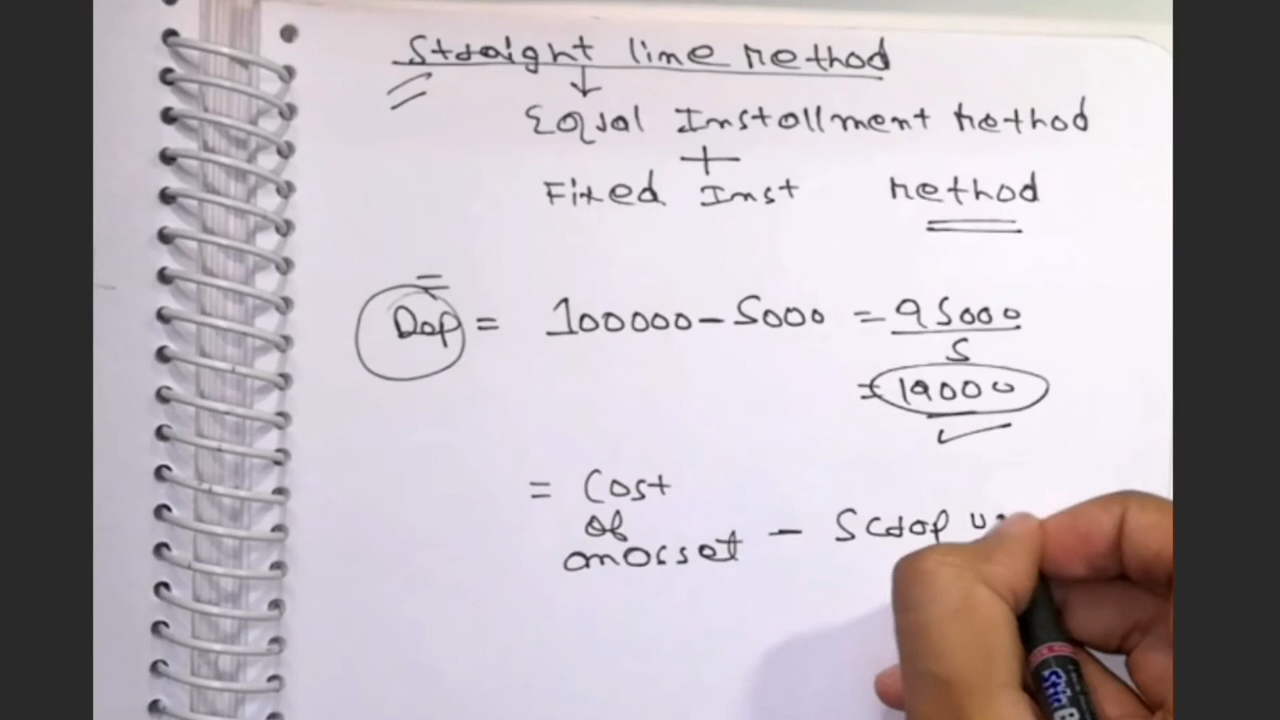 Straight line Method
Equal Installment Method
+
Fixed Inst Method
Dep = 100000 - 5000 = 95000
5
= 19000
= Cost
of
an asset - Scrap